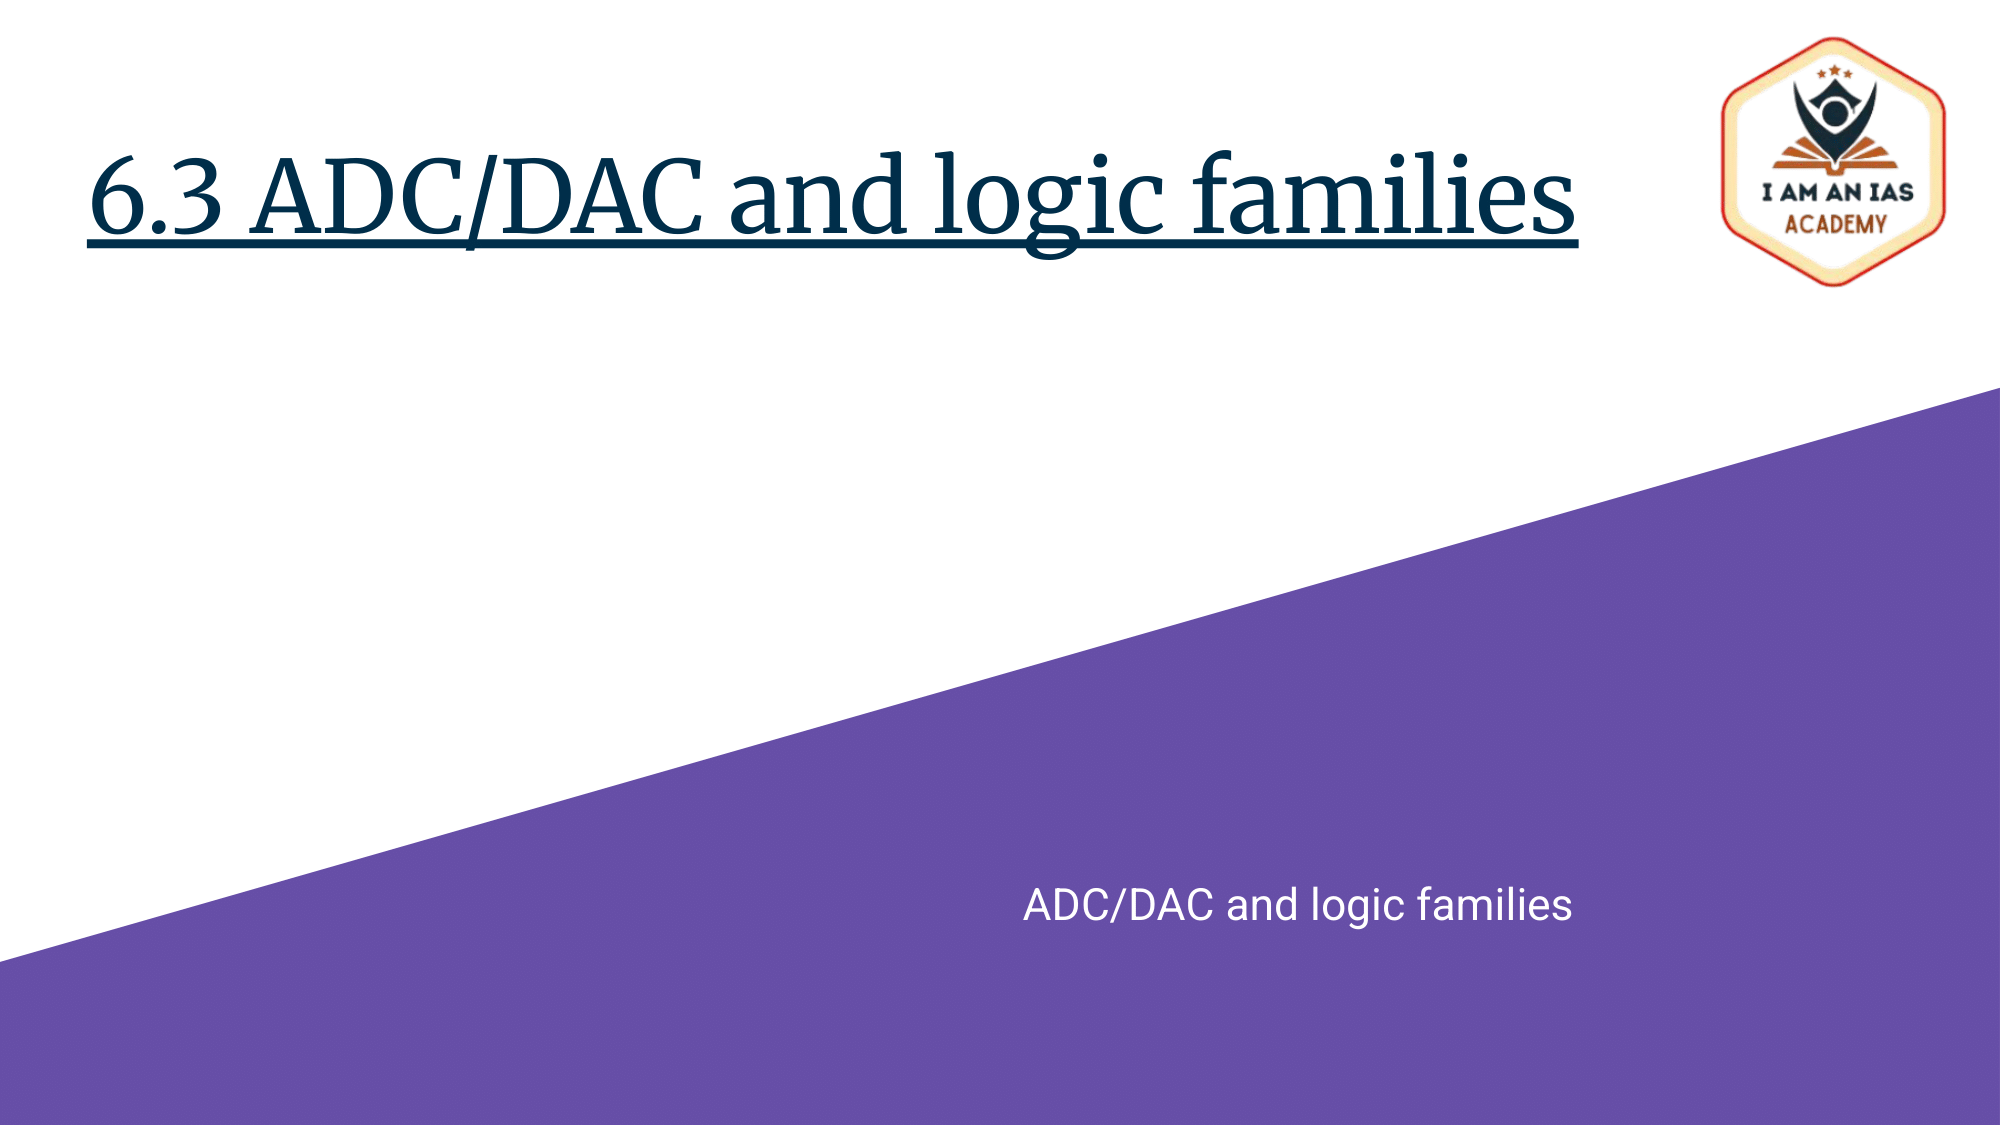 6.3 ADC/DAC and logic families
I AM AN IAS
ACADEMY
ADC/DAC and logic families